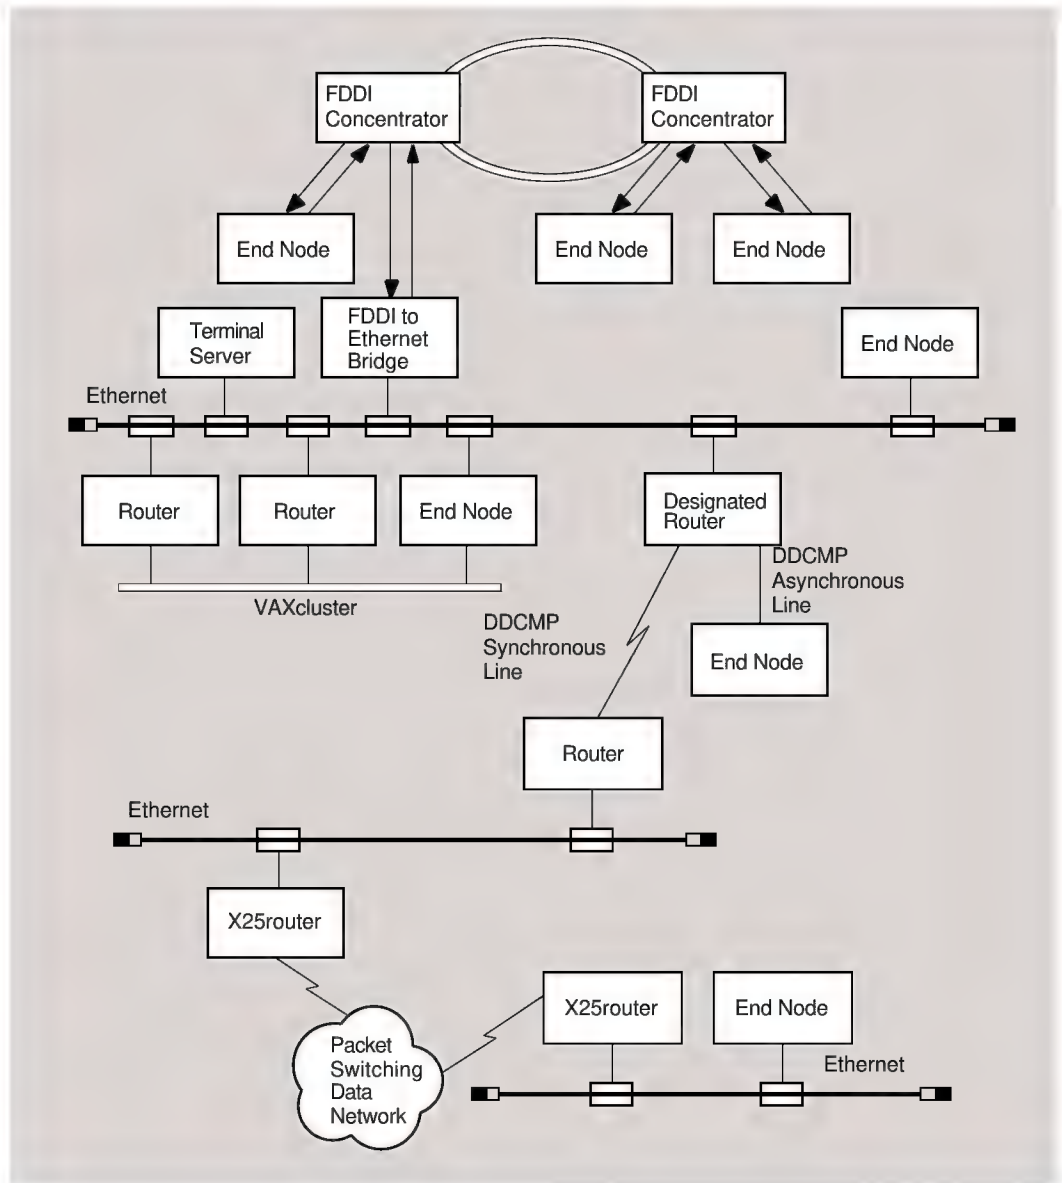 FDDI
Concentrator
FDDI
Concentrator
End Node
End Node
End Node
Terminal
Server
FDDI to
Ethernet
Bridge
End Node
Ethernet
Router
Router
End Node
Designated
Router
VAXcluster
DDCMP
Asynchronous
Line
DDCMP
Synchronous
Line
End Node
Router
Ethernet
X25router
X25router
End Node
Packet
Switching
Data
Network
Ethernet